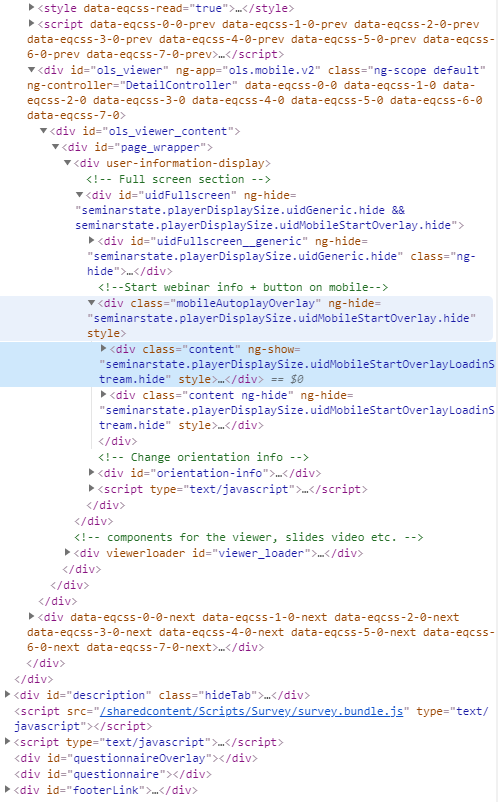 <style data-eqcss-read="true">…</style>
<script data-eqcss-0-0-prev data-eqcss-1-0-prev data-eqcss-2-0-prev
data-eqcss-3-0-prev data-eqcss-4-0-prev data-eqcss-5-0-prev data-eqcss-
6-0-prev data-eqcss-7-0-prev>…</script>
<div id="ols_viewer" ng-app="ols.mobile.v2" class="ng-scope default"
ng-controller="DetailController" data-eqcss-0-0 data-eqcss-1-0 data-
eqcss-2-0 data-eqcss-3-0 data-eqcss-4-0 data-eqcss-5-0 data-eqcss-6-0
data-eqcss-7-0>
<div id="ols_viewer_content">
<div id="page_wrapper">
<div user-information-display>
<!-- Full screen section -->
<div id="uidFullscreen" ng-hide=
"seminarstate.playerDisplaySize.uidGeneric.hide &&
seminarstate.playerDisplaySize.uidMobileStartOverlay.hide">
<div id="uidFullscreen__generic" ng-hide=
"seminarstate.playerDisplaySize.uidGeneric.hide" class="ng-
hide">…</div>
<!--Start webinar info + button on mobile-->
<div class="mobileAutoplayOverlay" ng-hide=
"seminarstate.playerDisplaySize.uidMobileStartOverlay.hide"
style>
<div class="content" ng-show=
"seminarstate.playerDisplaySize.uidMobileStartOverlayLoadinS
tream.hide" style>…</div> == $0
<div class="content ng-hide" ng-hide=
"seminarstate.playerDisplaySize.uidMobileStartOverlayLoadinS
tream.hide" style>…</div>
</div>
<!-- Change orientation info -->
<div id="orientation-info">…</div>
<script type="text/javascript">…</script>
</div>
</div>
<!-- components for the viewer, slides video etc. -->
<div viewerloader id="viewer_loader">…</div>
</div>
</div>
</div>
<div data-eqcss-0-0-next data-eqcss-1-0-next data-eqcss-2-0-next
data-eqcss-3-0-next data-eqcss-4-0-next data-eqcss-5-0-next data-eqcss-
6-0-next data-eqcss-7-0-next>…</div>
</div>
</div>
<div id="description" class="hideTab">…</div>
<script src="/sharedcontent/Scripts/Survey/survey.bundle.js" type="text/
javascript"></script>
<script type="text/javascript">…</script>
<div id="questionnaireOverlay"></div>
<div id="questionnaire"></div>
<div id="footerLink">…</div>